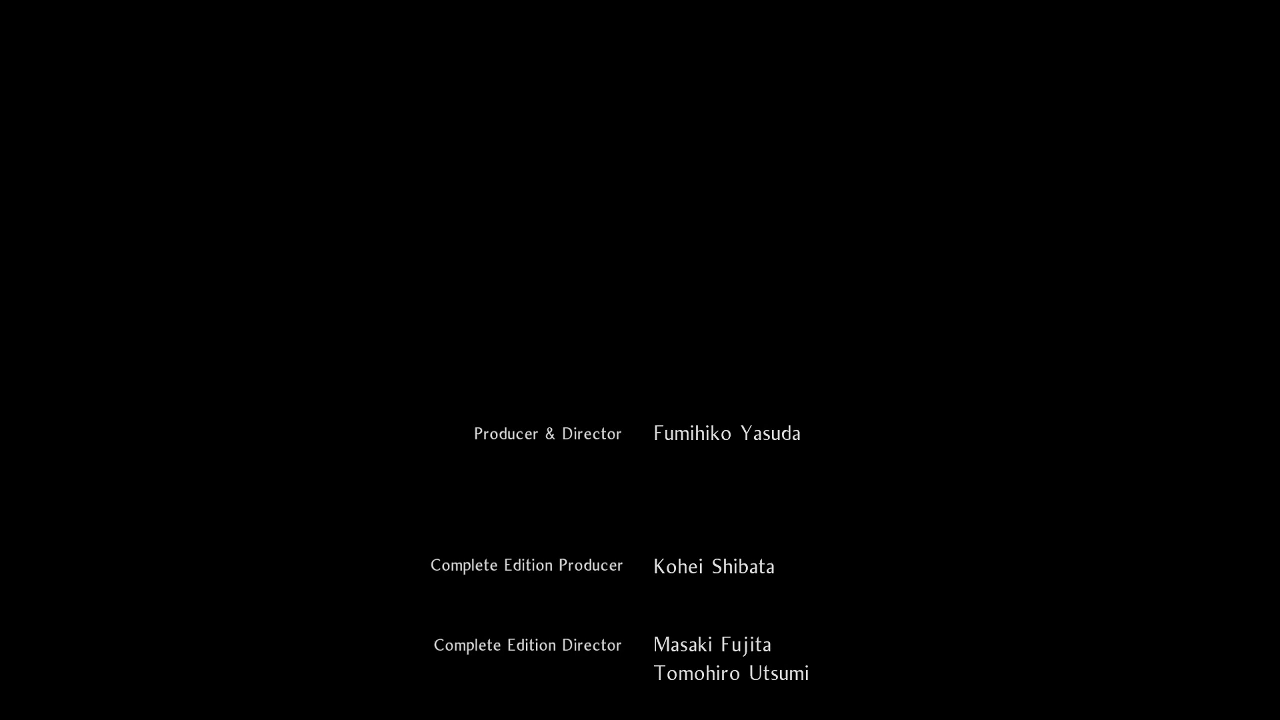 Producer & Director Fumihiko Yasuda
Complete Edition Producer Kohei Shibata
Complete Edition Director Masaki Fujita
Tomohiro Utsumi